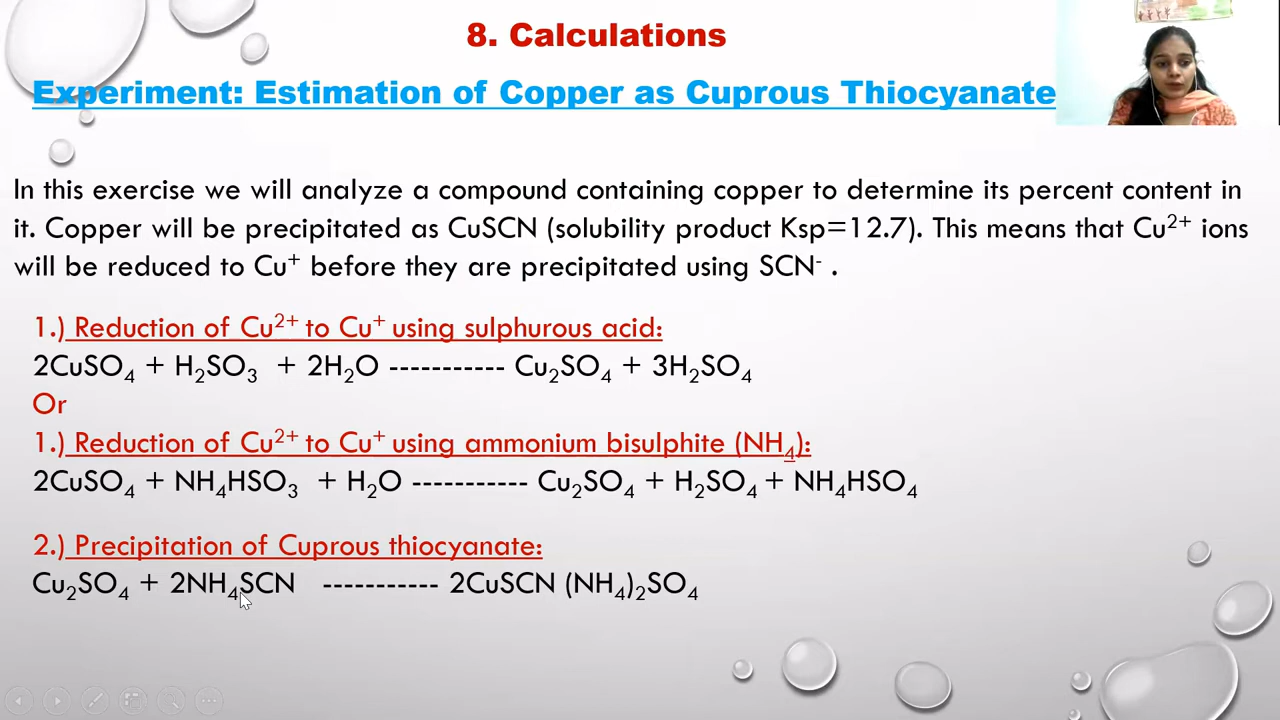 8. Calculations
Experiment: Estimation of Copper as Cuprous Thiocyanate
In this exercise we will analyze a compound containing copper to determine its percent content in
it. Copper will be precipitated as CuSCN (solubility product Ksp=12.7). This means that Cu²⁺ ions
will be reduced to Cu⁺ before they are precipitated using SCN⁻ .
1.) Reduction of Cu²⁺ to Cu⁺ using sulphurous acid:
2CuSO₄ + H₂SO₃ + 2H₂O ----------- Cu₂SO₄ + 3H₂SO₄
Or
1.) Reduction of Cu²⁺ to Cu⁺ using ammonium bisulphite (NH₄):
2CuSO₄ + NH₄HSO₃ + H₂O ----------- Cu₂SO₄ + H₂SO₄ + NH₄HSO₄
2.) Precipitation of Cuprous thiocyanate:
Cu₂SO₄ + 2NH₄SCN ----------- 2CuSCN (NH₄)₂SO₄